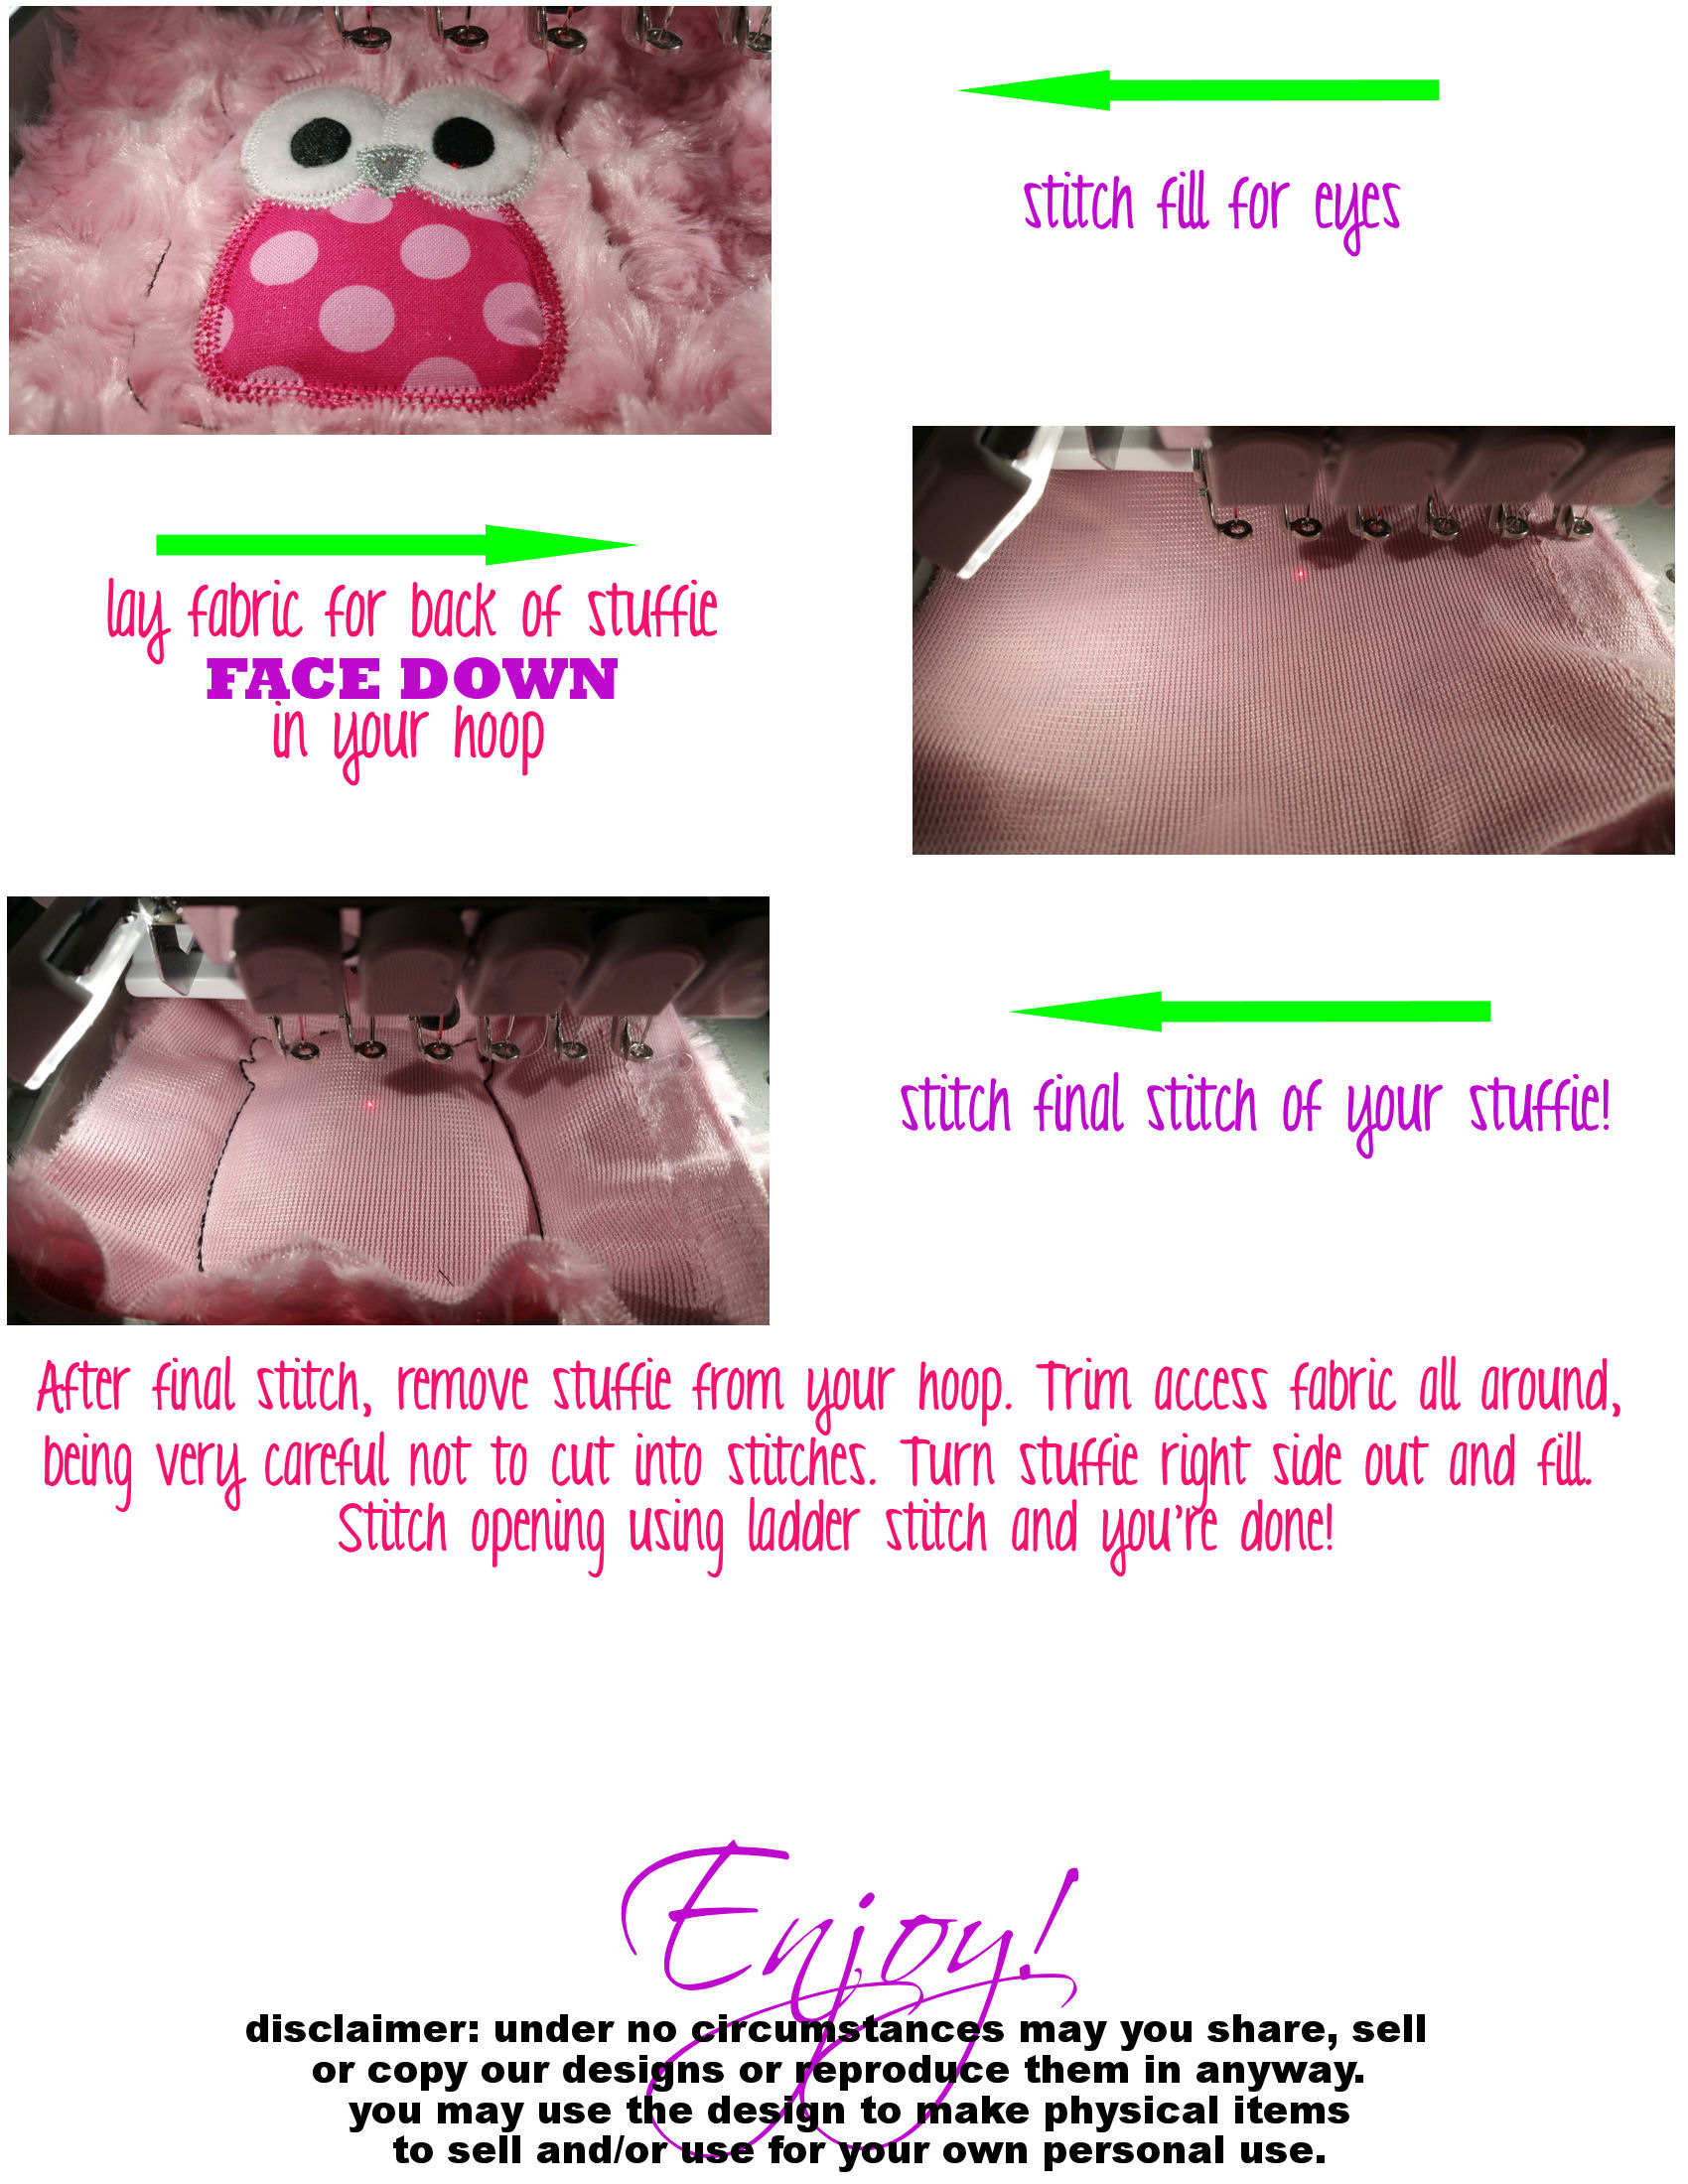 stitch fill for eyes
lay fabric for back of stuffie
FACE DOWN
in your hoop
stitch final stitch of your stuffie!
After final stitch, remove stuffie from your hoop. Trim access fabric all around,
being very careful not to cut into stitches. Turn stuffie right side out and fill.
Stitch opening using ladder stitch and you're done!
Enjoy!
disclaimer: under no circumstances may you share, sell
or copy our designs or reproduce them in anyway.
you may use the design to make physical items
to sell and/or use for your own personal use.